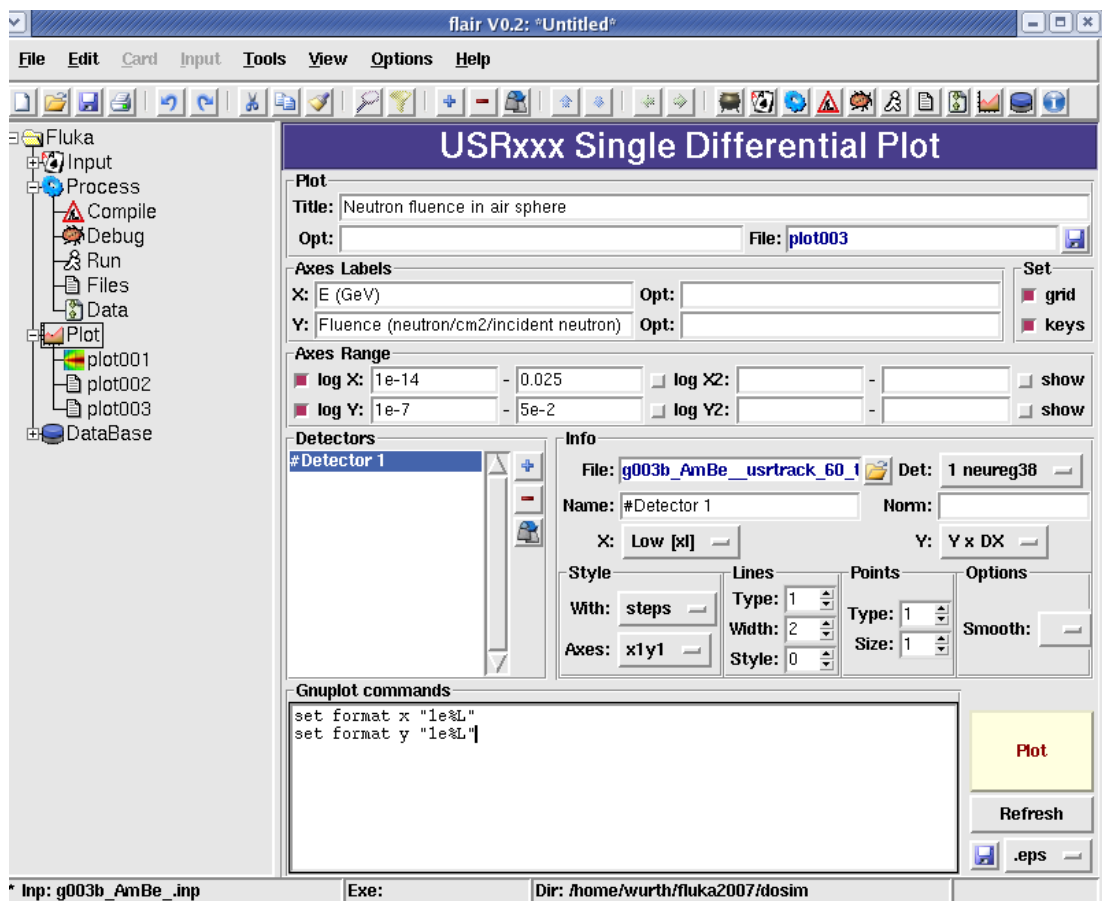 flair V0.2: *Untitled*
File Edit Card Input Tools View Options Help
Fluka
Input
Process
Compile
Debug
Run
Files
Data
Plot
plot001
plot002
plot003
DataBase
USRxxx Single Differential Plot
Plot
Title: Neutron fluence in air sphere
Opt: File: plot003
Axes Labels Set
X: E (GeV) Opt: grid
Y: Fluence (neutron/cm2/incident neutron) Opt: keys
Axes Range
log X: 1e-14 - 0.025 log X2: - show
log Y: 1e-7 - 5e-2 log Y2: - show
Detectors Info
#Detector 1
File: g003b_AmBe__usrtrack_60_t Det: 1 neureg38
Name: #Detector 1 Norm:
X: Low [xl] Y: Y x DX
Style Lines Points Options
With: steps Type: 1 Type: 1
Width: 2 Smooth:
Axes: x1y1 Size: 1
Style: 0
Gnuplot commands
set format x "1e%L"
set format y "1e%L"
Plot
Refresh
.eps
* Inp: g003b_AmBe_.inp Exe: Dir: /home/wurth/fluka2007/dosim